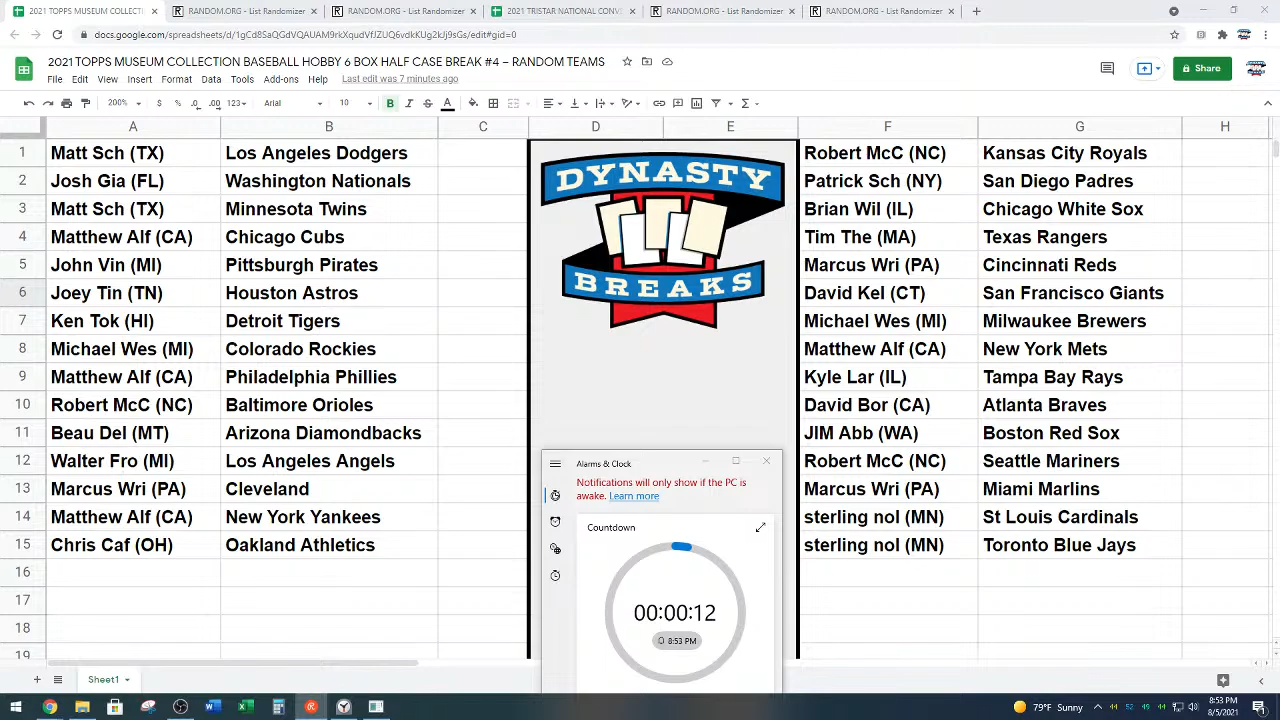 2021 TOPPS MUSEUM COLLECTI
RANDOM.ORG - List Randomizer
RANDOM.ORG - List Randomizer
2021 TRISTAR NATIONAL CONV
RANDOM.ORG - List Randomizer
RANDOM.ORG - List Randomizer
docs.google.com/spreadsheets/d/1gCd8SaQGdVQAUAM9rkXqudVfJZUQ6vdkKUg2klJ9sGs/edit#gid=0
2021 TOPPS MUSEUM COLLECTION BASEBALL HOBBY 6 BOX HALF CASE BREAK #4 – RANDOM TEAMS
File Edit View Insert Format Data Tools Add-ons Help Last edit was 7 minutes ago
Share
200% $ % .0 .00 123 Arial 10 B I S A
A B C D E F G H
1 Matt Sch (TX) Los Angeles Dodgers Robert McC (NC) Kansas City Royals
2 Josh Gia (FL) Washington Nationals Patrick Sch (NY) San Diego Padres
3 Matt Sch (TX) Minnesota Twins Brian Wil (IL) Chicago White Sox
4 Matthew Alf (CA) Chicago Cubs Tim The (MA) Texas Rangers
5 John Vin (MI) Pittsburgh Pirates Marcus Wri (PA) Cincinnati Reds
6 Joey Tin (TN) Houston Astros David Kel (CT) San Francisco Giants
7 Ken Tok (HI) Detroit Tigers Michael Wes (MI) Milwaukee Brewers
8 Michael Wes (MI) Colorado Rockies Matthew Alf (CA) New York Mets
9 Matthew Alf (CA) Philadelphia Phillies Kyle Lar (IL) Tampa Bay Rays
10 Robert McC (NC) Baltimore Orioles David Bor (CA) Atlanta Braves
11 Beau Del (MT) Arizona Diamondbacks JIM Abb (WA) Boston Red Sox
12 Walter Fro (MI) Los Angeles Angels Robert McC (NC) Seattle Mariners
13 Marcus Wri (PA) Cleveland Marcus Wri (PA) Miami Marlins
14 Matthew Alf (CA) New York Yankees sterling nol (MN) St Louis Cardinals
15 Chris Caf (OH) Oakland Athletics sterling nol (MN) Toronto Blue Jays
16
17
18
19
DYNASTY
BREAKS
Alarms & Clock
Notifications will only show if the PC is
awake. Learn more
Countdown
00:00:12
8:53 PM
Sheet1
79°F Sunny
44 52 49 44
8:53 PM
8/5/2021